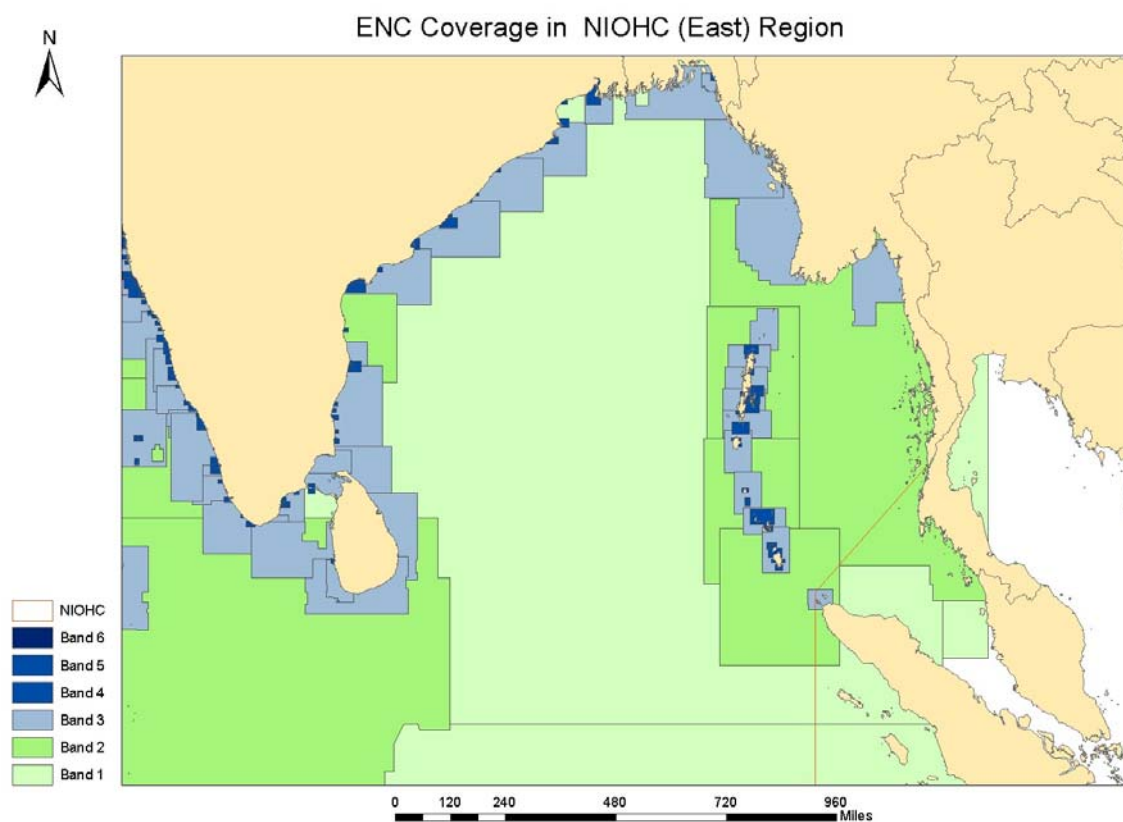 ENC Coverage in NIOHC (East) Region
N
NIOHC
Band 6
Band 5
Band 4
Band 3
Band 2
Band 1
0 120 240 480 720 960
Miles